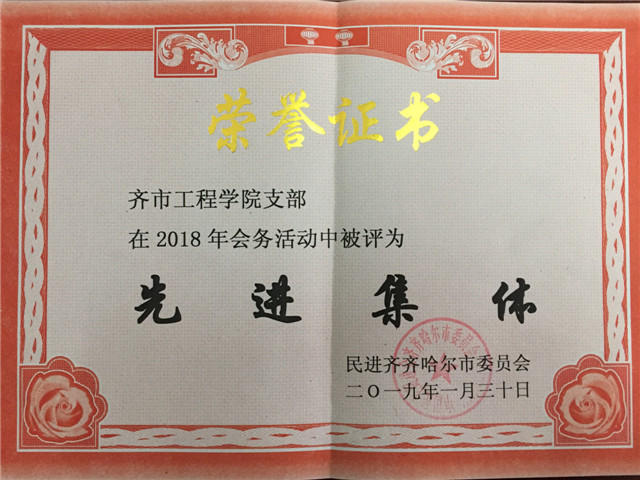 荣誉证书
齐市工程学院支部
在2018年会务活动中被评为
先进集体
民进齐齐哈尔市委员会
二〇一九年一月三十日